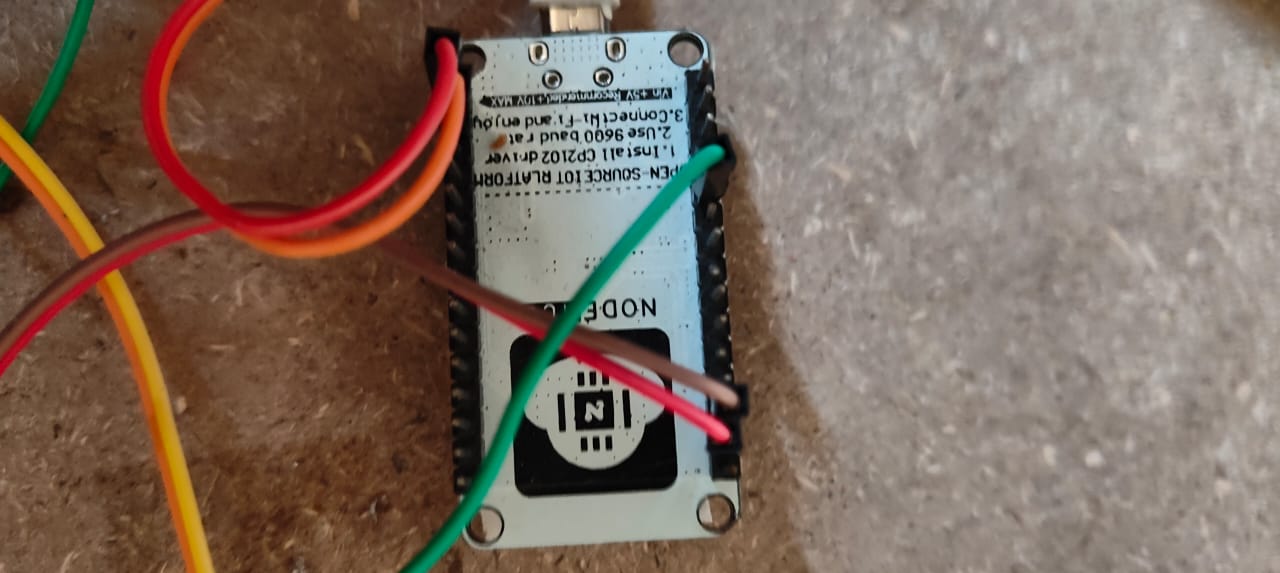 N
NODE
PEN-SOURCE IOT PLATFORM
1. Install CP2102 driver
2.Use 9600 baud rat
3.Connect Wi-Fi and enjoy
Vin +5V Recommended(+10V MAX